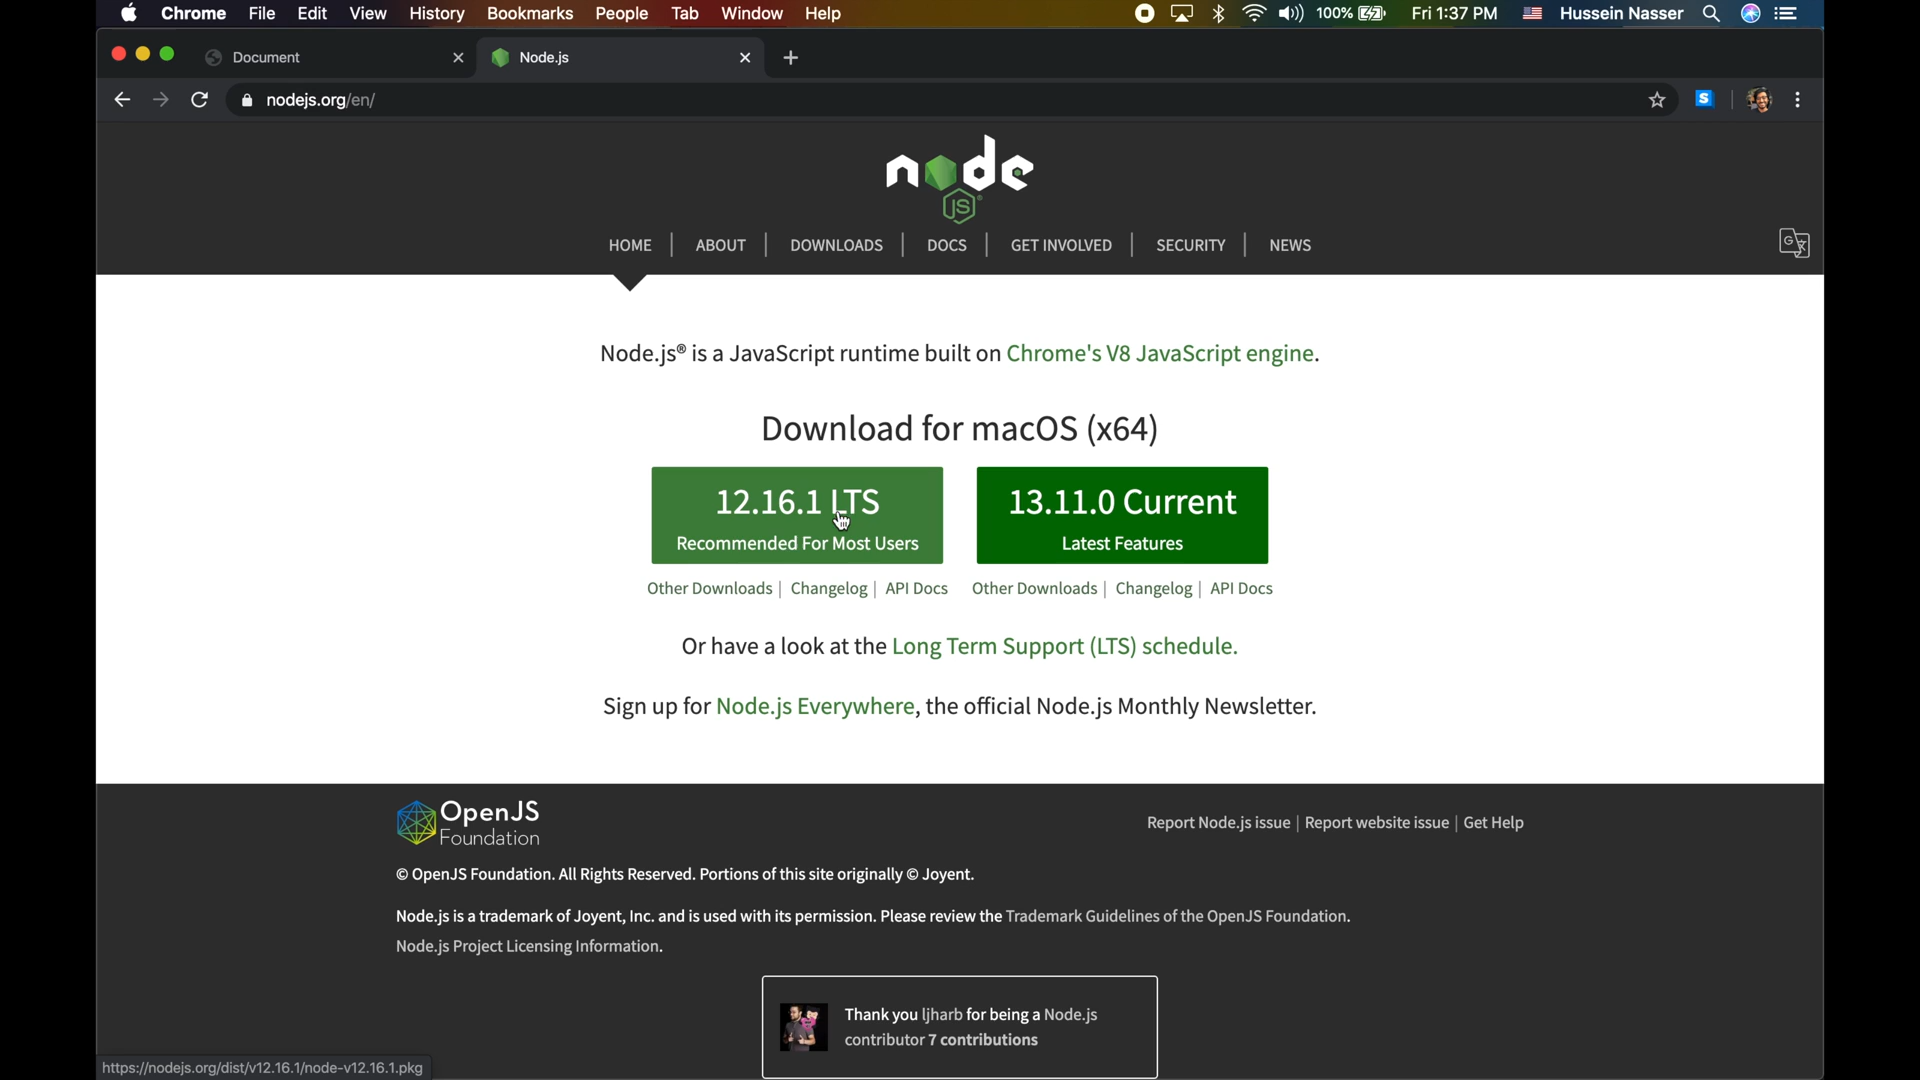 Chrome File Edit View History Bookmarks People Tab Window Help 100% Fri 1:37 PM Hussein Nasser
Document Node.js
nodejs.org/en/
S
node
JS
HOME ABOUT DOWNLOADS DOCS GET INVOLVED SECURITY NEWS
Node.js® is a JavaScript runtime built on Chrome's V8 JavaScript engine.
Download for macOS (x64)
12.16.1 LTS 13.11.0 Current
Recommended For Most Users Latest Features
Other Downloads | Changelog | API Docs Other Downloads | Changelog | API Docs
Or have a look at the Long Term Support (LTS) schedule.
Sign up for Node.js Everywhere, the official Node.js Monthly Newsletter.
OpenJS
Foundation
Report Node.js issue | Report website issue | Get Help
© OpenJS Foundation. All Rights Reserved. Portions of this site originally © Joyent.
Node.js is a trademark of Joyent, Inc. and is used with its permission. Please review the Trademark Guidelines of the OpenJS Foundation.
Node.js Project Licensing Information.
Thank you ljharb for being a Node.js
contributor 7 contributions
https://nodejs.org/dist/v12.16.1/node-v12.16.1.pkg